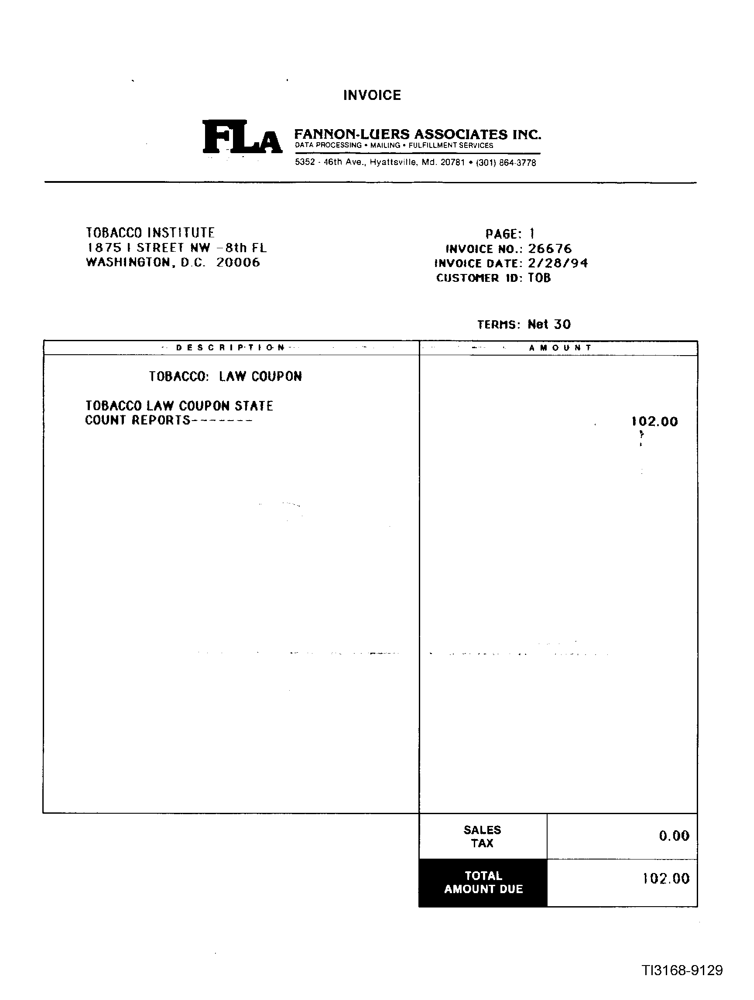 INVOICE
FLA
FANNON-LUERS ASSOCIATES INC.
DATA PROCESSING • MAILING • FULFILLMENT SERVICES
5352 - 46th Ave., Hyattsville, Md. 20781 • (301) 864-3778
TOBACCO INSTITUTE
1875 I STREET NW -8th FL
WASHINGTON, D.C. 20006
PAGE: 1
INVOICE NO.: 26676
INVOICE DATE: 2/28/94
CUSTOMER ID: TOB
TERMS: Net 30
DESCRIPTION AMOUNT
TOBACCO: LAW COUPON
TOBACCO LAW COUPON STATE
COUNT REPORTS------- 102.00
SALES
TAX
0.00
TOTAL
AMOUNT DUE
102.00
TI3168-9129